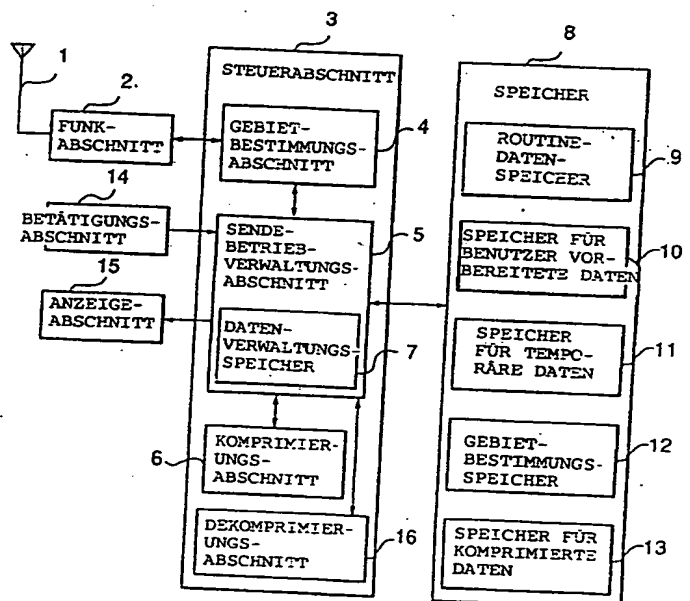 3
8
1
STEUERABSCHNITT
SPEICHER
2.
FUNK-
ABSCHNITT
GEBIET-
BESTIMMUNGS-
ABSCHNITT
4
ROUTINE-
DATEN-
SPEICHER
9
14
BETÄTIGUNGS-
ABSCHNITT
SENDE-
BETRIEB-
VERWALTUNGS-
ABSCHNITT
5
SPEICHER FÜR
BENUTZER VOR-
BEREITETE DATEN
10
15
ANZEIGE-
ABSCHNITT
DATEN-
VERWALTUNGS-
SPEICHER
7
SPEICHER
FÜR TEMPO-
RÄRE DATEN
11
KOMPRIMIER-
UNGS-
ABSCHNITT
6
GEBIET-
BESTIMMUNGS-
SPEICHER
12
DEKOMPRIMIER-
UNGS-
ABSCHNITT
16
SPEICHER FÜR
KOMPRIMIERTE
DATEN
13